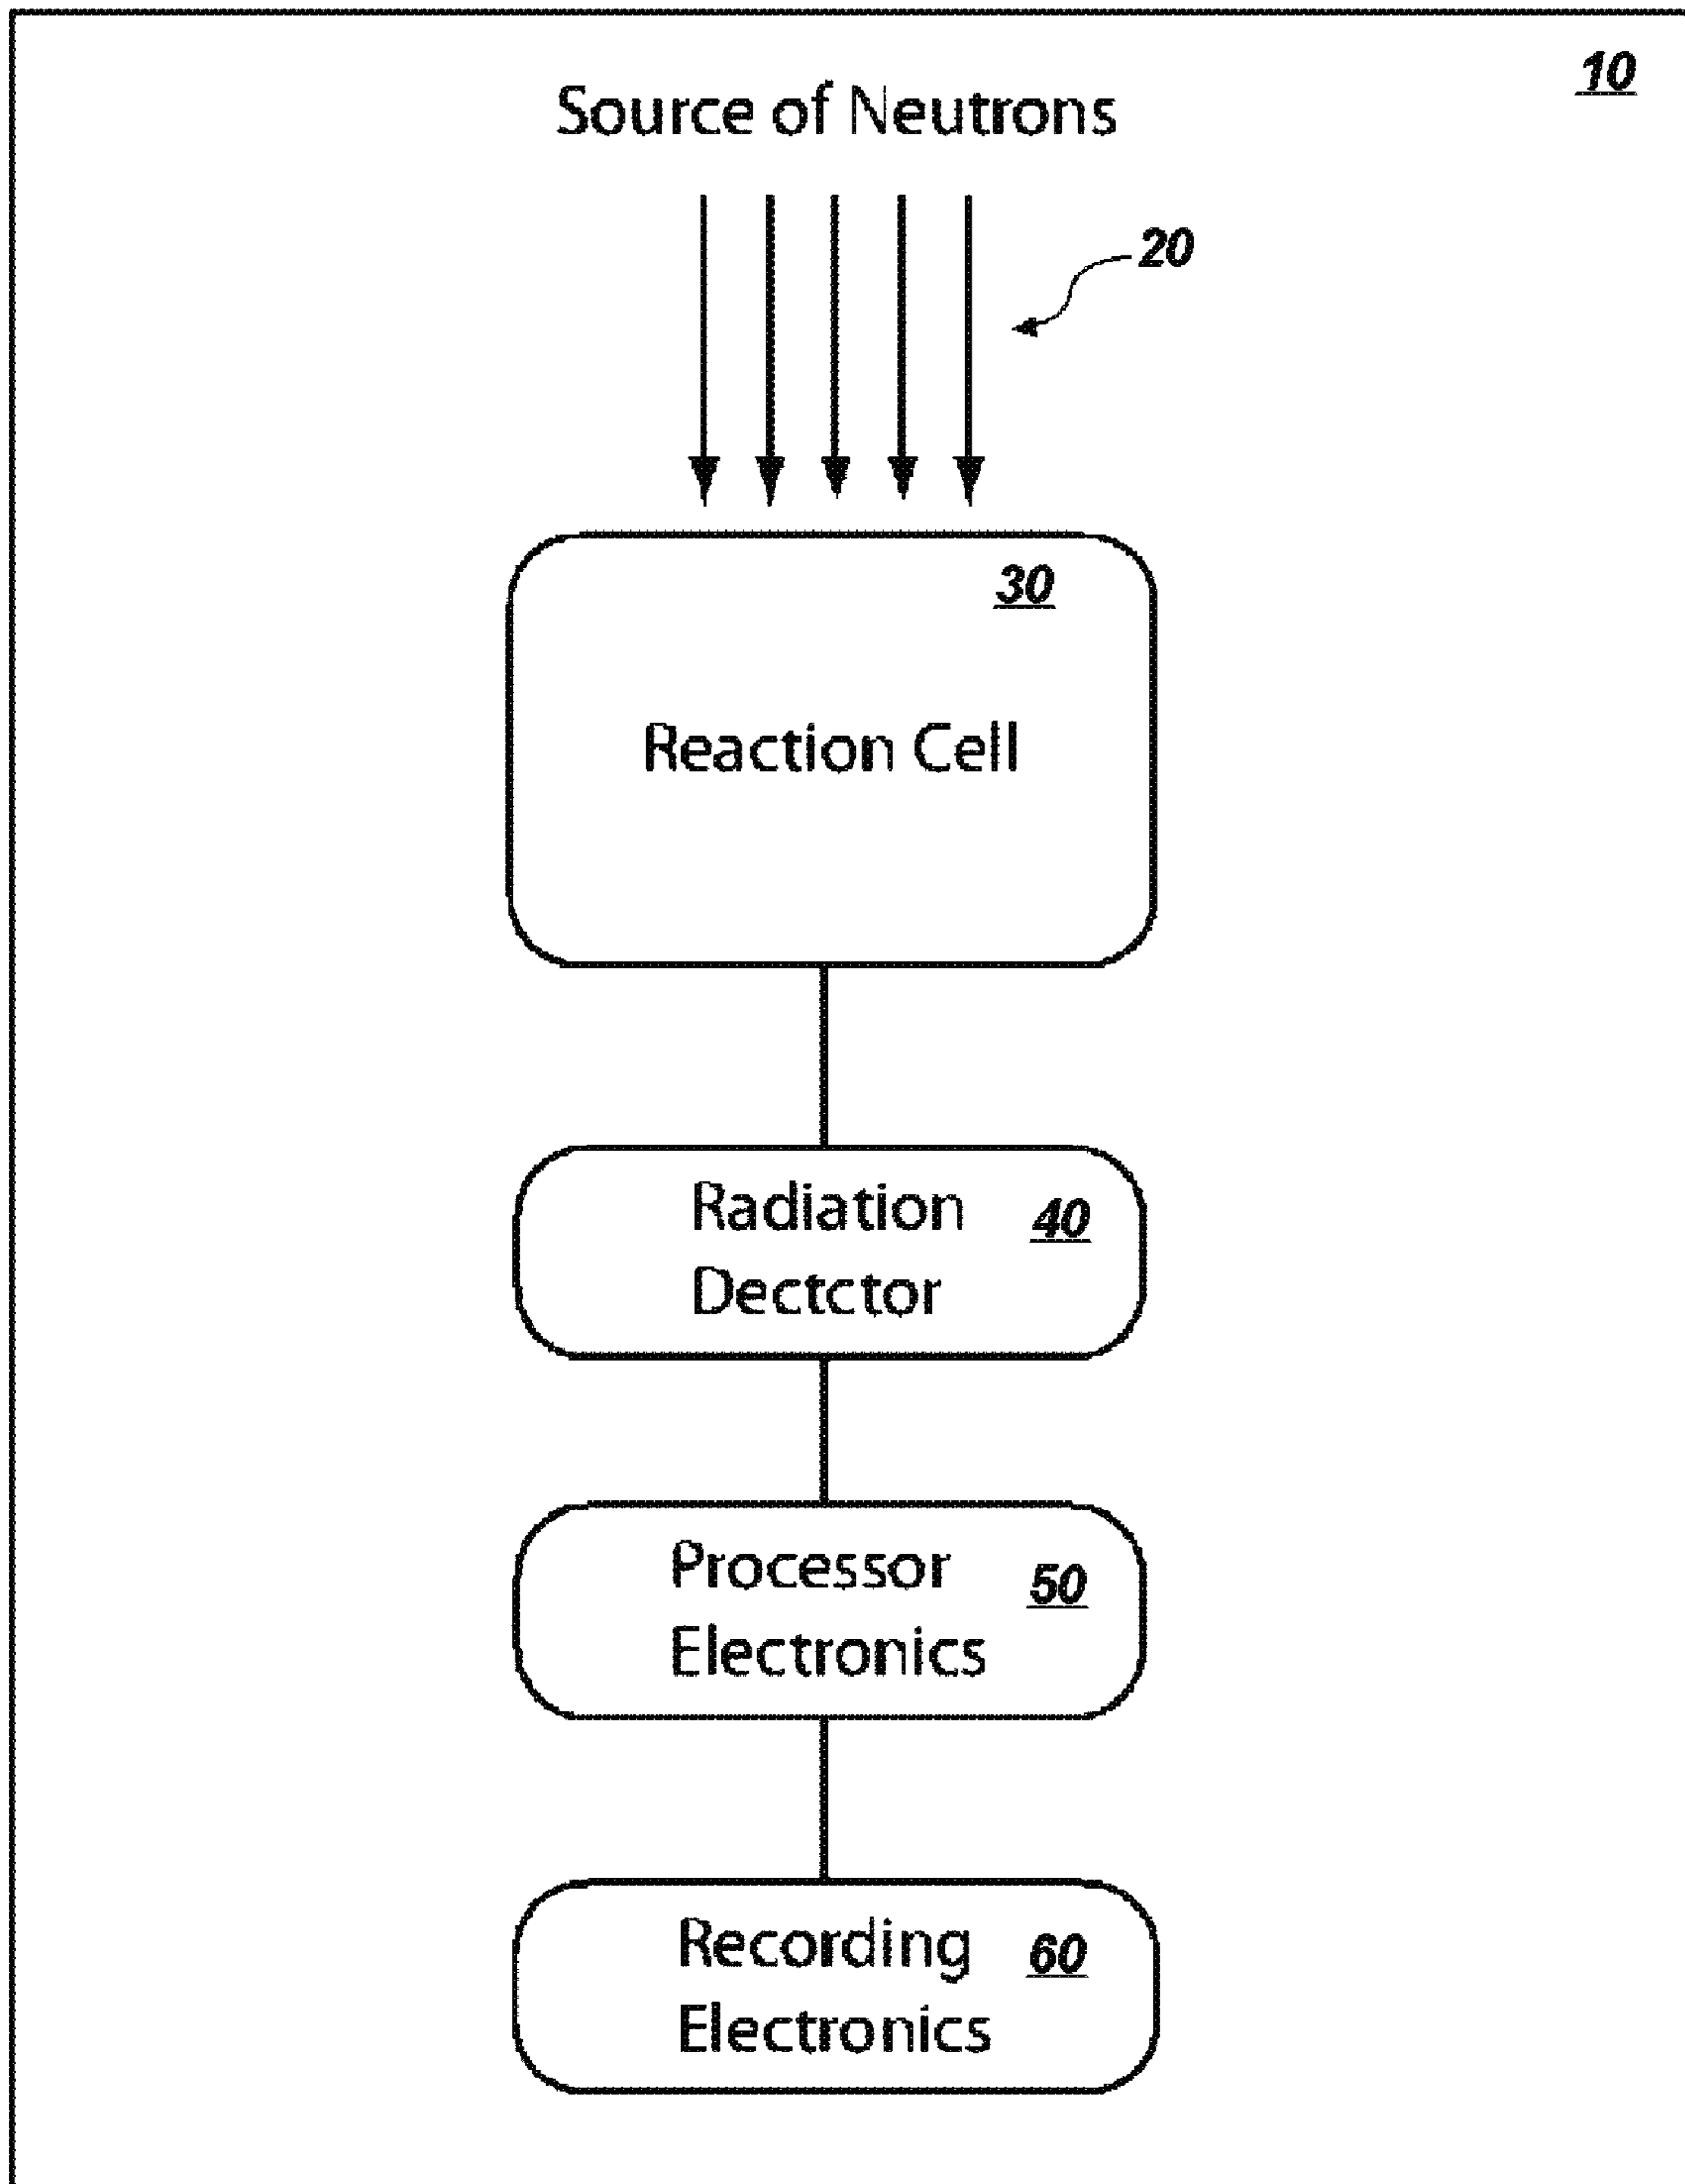 10
Source of Neutrons
20
30
Reaction Cell
Radiation 40
Dectctor
Processor 50
Electronics
Recording 60
Electronics